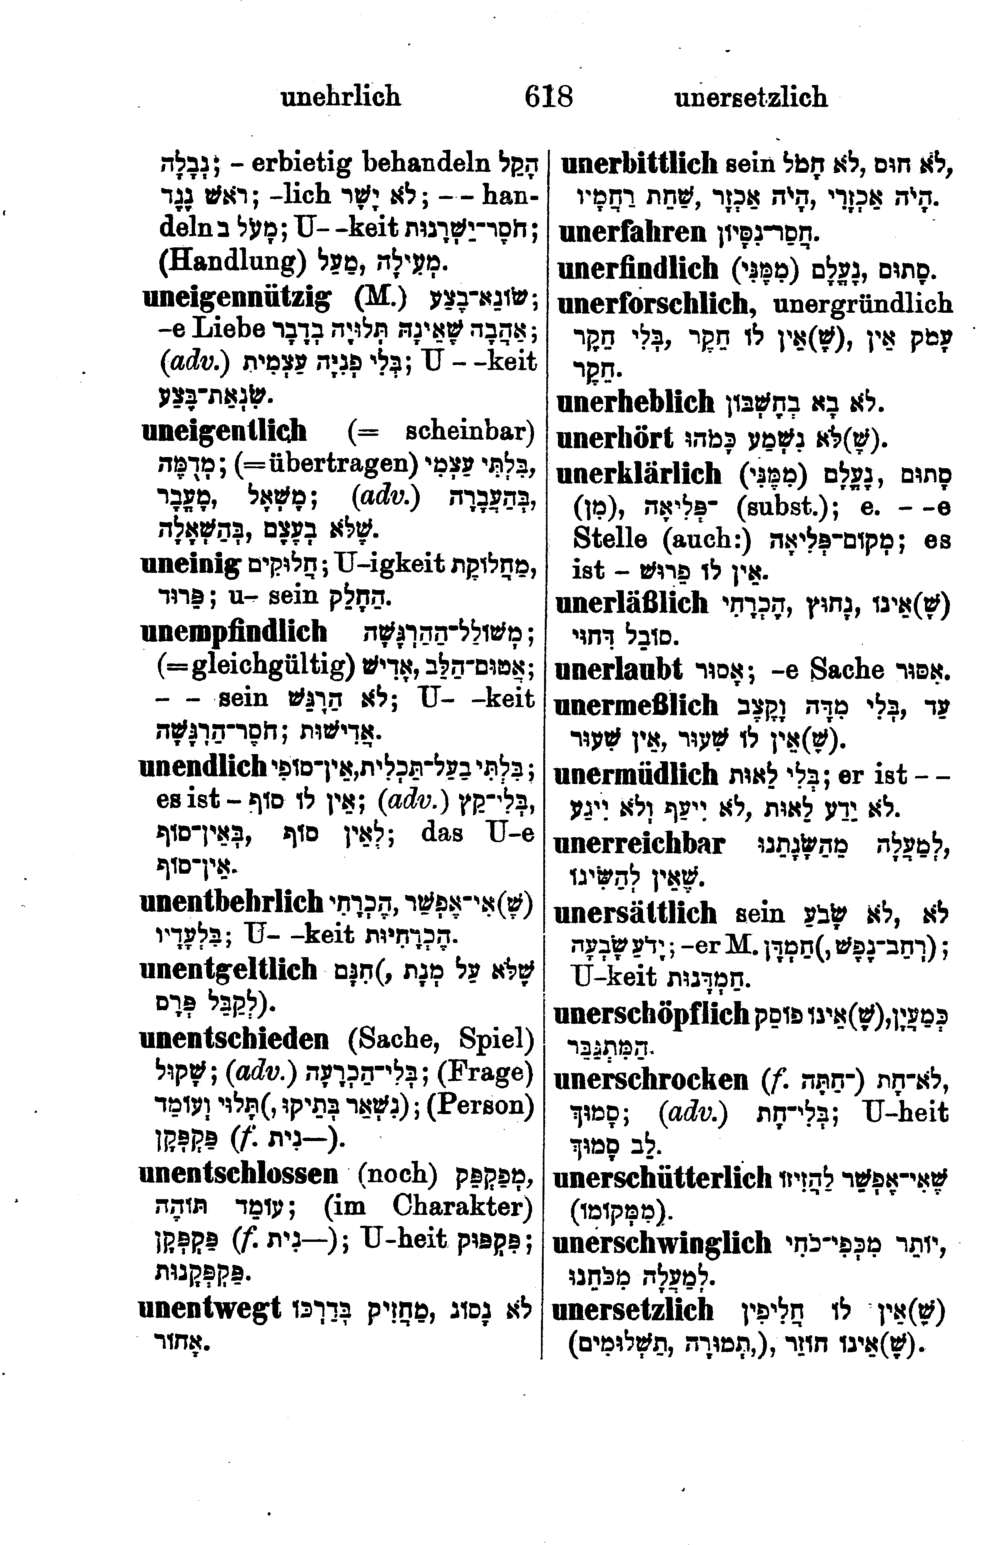 unehrlich 618 unersetzlich
נְבָלָה; - erbietig behandeln הָקֵל
רֹאשׁ נֶגֶד; -lich לֹא יָשָׁר; - - han-
deln מָעֹל ב; U- -keit חֹסֶר־יַשְׁרָנוּת;
(Handlung) מְעִילָה, מַעַל.
uneigennützig (M.) שׂוֹנֵא־בֶצַע;
-e Liebe אַהֲבָה שֶׁאֵינָהּ תְּלוּיָה בְדָבָר;
(adv.) בְּלִי פְנִיָּה עַצְמִית; U - -keit
שִׂנְאַת־בֶּצַע.
uneigentlich (= scheinbar)
מְדֻמֶּה; (=übertragen) בִּלְתִּי עַצְמִי,
מֻשְׁאָל, מָעֳבָר; (adv.) בְּהַעֲבָרָה,
בְּהַשְׁאָלָה, שֶׁלֹּא בְעֶצֶם.
uneinig חֲלוּקִים; U-igkeit מַחֲלוֹקֶת,
פֵּרוּד; u- sein הֵחָלֵק.
unempfindlich מְשׁוּלַל־הַהַרְגָּשָׁה;
(=gleichgültig) אֲטוּם־הַלֵּב, אָדִישׁ;
- - sein לֹא הַרְגֵּשׁ; U- -keit
אֲדִישׁוּת; חֹסֶר־הַרְגָּשָׁה.
unendlich בִּלְתִּי בַעַל־תַּכְלִית, אֵין־סוֹפִי;
es ist - אֵין לוֹ סוֹף; (adv.) בְּלִי־קֵץ,
לְאֵין סוֹף, בְּאֵין־סוֹף; das U-e
אֵין־סוֹף.
unentbehrlich (שֶׁ)אִי־אֶפְשָׁר, הֶכְרָחִי
בִּלְעָדָיו; U- -keit הֶכְרָחִיּוּת.
unentgeltlich חִנָּם (, שֶׁלֹּא עַל מְנָת
לְקַבֵּל פְּרָס).
unentschieden (Sache, Spiel)
שָׁקוּל; (adv.) בְּלִי־הַכְרָעָה; (Frage)
תָּלוּי וְעוֹמֵד (, נִשְׁאַר בְּתֵיקוּ); (Person)
פַּקְפְּקָן (f. —נִית).
unentschlossen (noch) מְפַקְפֵּק,
עוֹמֵד תּוֹהֶה; (im Charakter)
פַּקְפְּקָן (f. —נִית); U-heit פִּקְפּוּק;
פַּקְפְּקָנוּת.
unentwegt לֹא נָסוֹג, מַחֲזִיק בְּדַרְכּוֹ
אָחוֹר.
unerbittlich sein לֹא חוּס, לֹא חָמֹל,
הָיֹה אַכְזָרִי, הָיֹה אַכְזָר, שַׁחֵת רַחֲמָיו.
unerfahren חֲסַר־נִסָּיוֹן.
unerfindlich סָתוּם, נֶעֱלָם (מִמֶּנִּי).
unerforschlich, unergründlich
עָמֹק אֵין, (שֶׁ)אֵין לוֹ חֵקֶר, בְּלִי חֵקֶר
חֵקֶר.
unerheblich לֹא בָא בְחֶשְׁבּוֹן.
unerhört (שֶׁ)לֹא נִשְׁמַע כָּמֹהוּ.
unerklärlich סָתוּם, נֶעֱלָם (מִמֶּנִּי)
(מִן), פְּלִיאָה־ (subst.); e. - -e
Stelle (auch:) מְקוֹם־פְּלִיאָה; es
ist - אֵין לוֹ פֵרוּשׁ.
unerläßlich (שֶׁ)אֵינוֹ, נָחוּץ, הֶכְרָחִי
סוֹבֵל דִּחוּי.
unerlaubt אָסוּר; -e Sache אִסּוּר.
unermeßlich עַד, בְּלִי מִדָּה וָקֶצֶב
(שֶׁ)אֵין לוֹ שִׁעוּר, אֵין שִׁעוּר.
unermüdlich בְּלִי לֵאוּת; er ist - -
לֹא יֵדַע לֵאוּת, לֹא יִיעַף וְלֹא יִיגַע.
unerreichbar לְמַעְלָה מֵהַשָּׂגָתֵנוּ,
שֶׁאֵין לְהַשִּׂיגוֹ.
unersättlich sein לֹא שָׂבֹעַ, לֹא
יָדֹעַ שָׂבְעָה; -er M. חַמְדָן (, רְחַב־נֶפֶשׁ);
U-keit חַמְדָנוּת.
unerschöpflich כְּמַעְיָן, (שֶׁ)אֵינוֹ פוֹסֵק
הַמִּתְגַּבֵּר.
unerschrocken (f. חַתָּה־) לֹא־חָת,
סָמוּךְ; (adv.) בְּלִי־חָת; U-heit
לֵב סָמוּךְ.
unerschütterlich שֶׁאִי־אֶפְשָׁר לַהֲזִיזוֹ
(מִמְּקוֹמוֹ).
unerschwinglich יוֹתֵר מִכְּפִי־כֹחִי,
לְמַעְלָה מִכֹּחֵנוּ.
unersetzlich (שֶׁ)אֵין לוֹ חֲלִיפִין
(תְּמוּרָה, תַּשְׁלוּמִים,), (שֶׁ)אֵינוֹ חוֹזֵר.